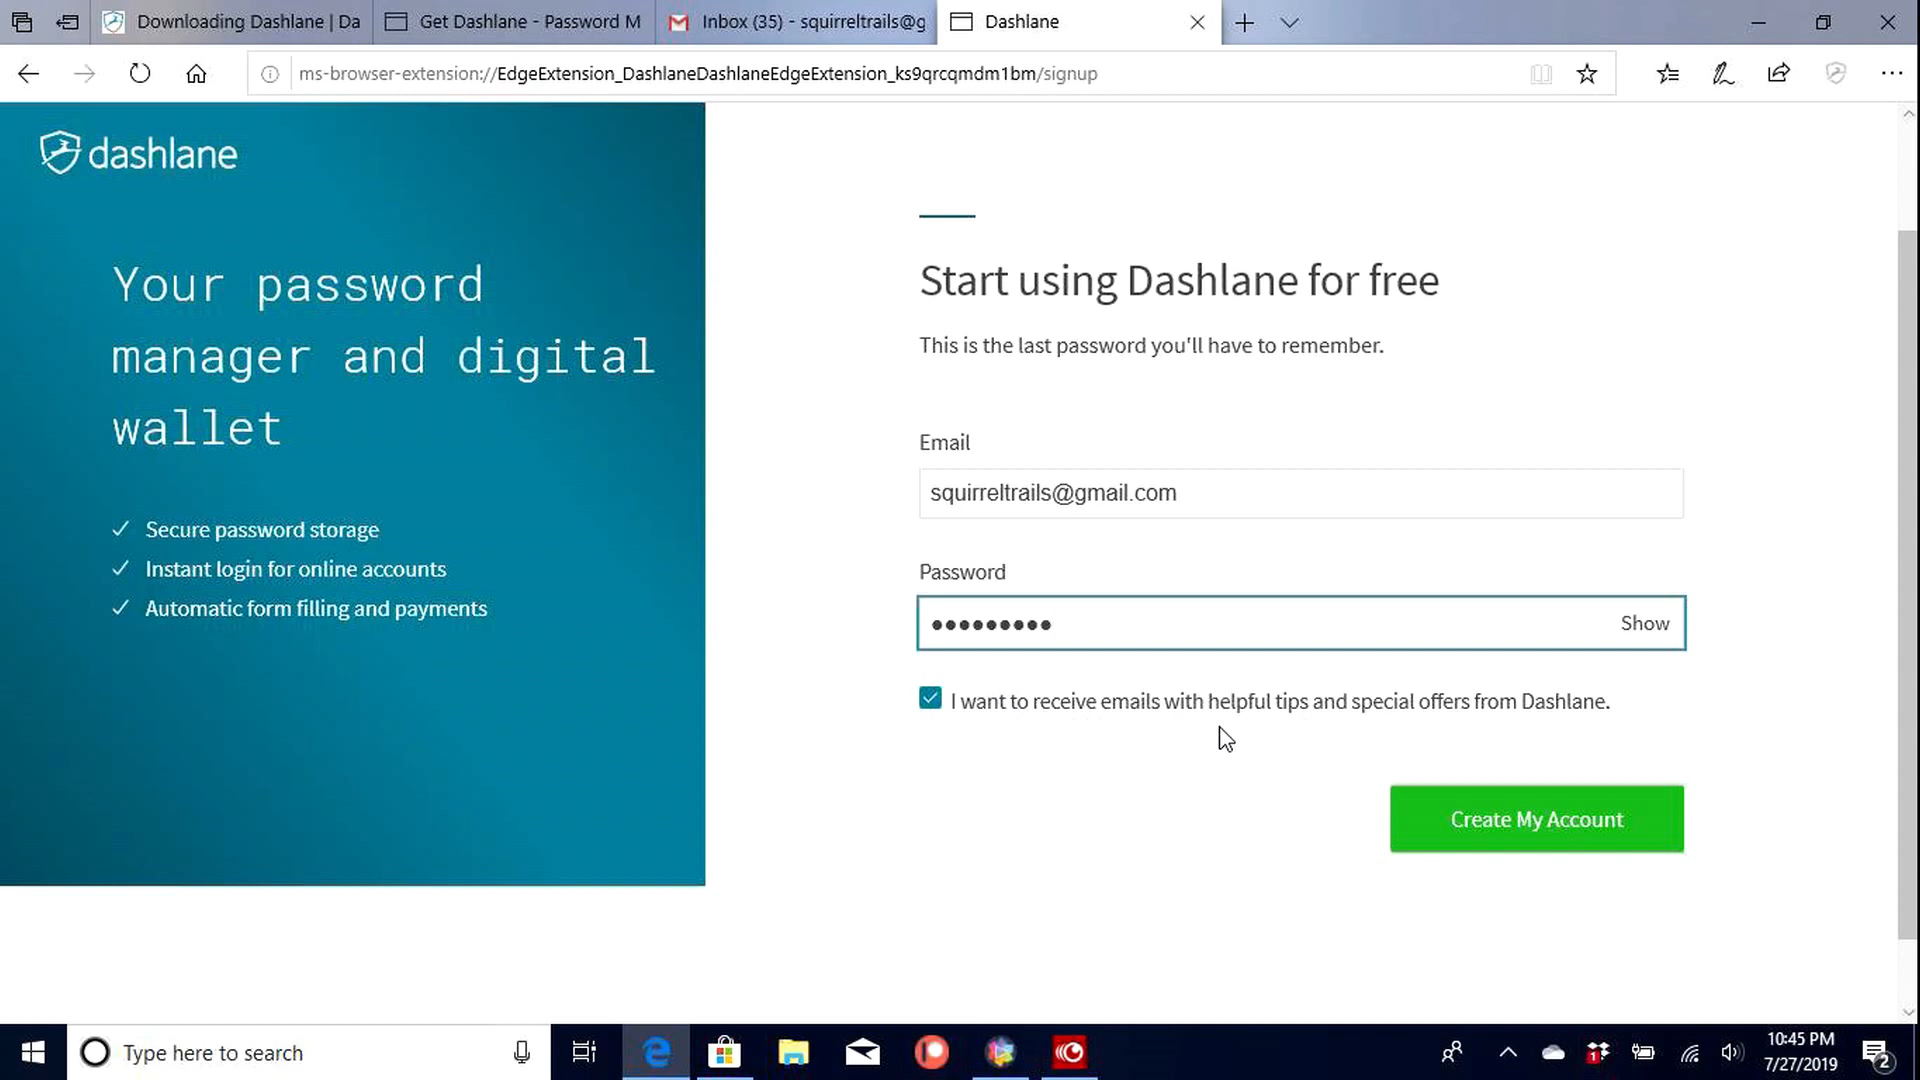 Downloading Dashlane | Da
Get Dashlane - Password M
Inbox (35) - squirreltrails@g
Dashlane
ms-browser-extension://EdgeExtension_DashlaneDashlaneEdgeExtension_ks9qrcqmdm1bm/signup
dashlane
Your password
manager and digital
wallet
Secure password storage
Instant login for online accounts
Automatic form filling and payments
Start using Dashlane for free
This is the last password you'll have to remember.
Email
squirreltrails@gmail.com
Password
●●●●●●●●●
Show
I want to receive emails with helpful tips and special offers from Dashlane.
Create My Account
Type here to search
1
10:45 PM
7/27/2019
2